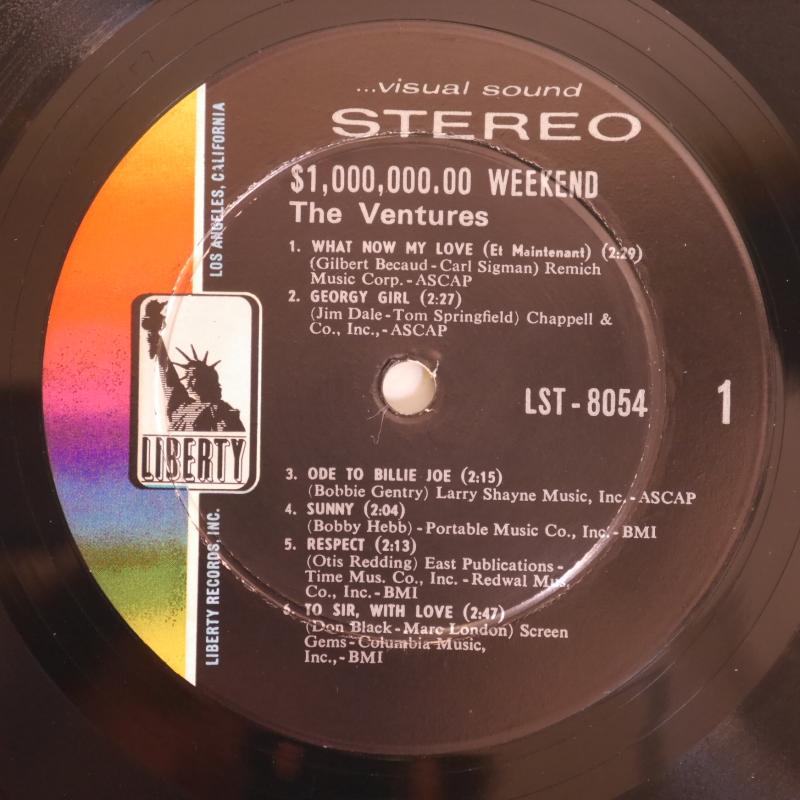 ...visual sound
STEREO
$1,000,000.00 WEEKEND
The Ventures
1. WHAT NOW MY LOVE (Et Maintenant) (2:29)
(Gilbert Becaud - Carl Sigman) Remich
Music Corp. - ASCAP
2. GEORGY GIRL (2:27)
(Jim Dale - Tom Springfield) Chappell &
Co., Inc., - ASCAP
LST - 8054
1
3. ODE TO BILLIE JOE (2:15)
(Bobbie Gentry) Larry Shayne Music, Inc. - ASCAP
4. SUNNY (2:04)
(Bobby Hebb) - Portable Music Co., Inc. - BMI
5. RESPECT (2:13)
(Otis Redding) East Publications -
Time Mus. Co., Inc. - Redwal Mus.
Co., Inc. - BMI
6. TO SIR, WITH LOVE (2:47)
(Don Black - Marc London) Screen
Gems - Columbia Music,
Inc., - BMI
LIBERTY
LIBERTY RECORDS, INC.
LOS ANGELES, CALIFORNIA